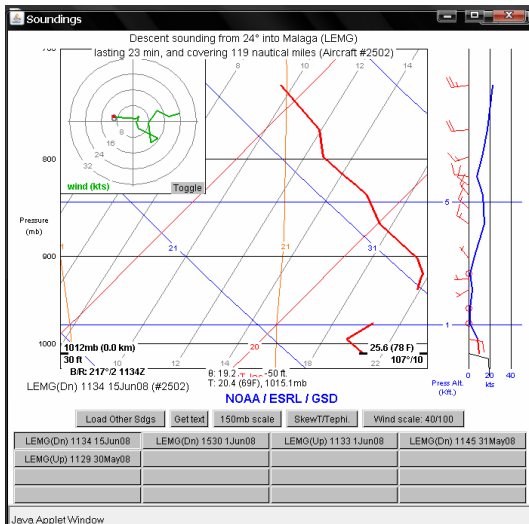 Soundings
Descent sounding from 24° into Malaga (LEMG)
lasting 23 min, and covering 119 nautical miles (Aircraft #2502)
8 10 12 14
8
16
24
32
wind (kts)
Toggle
800
Pressure
(mb)
5
21 31
900
1 21
1
1000
1012mb (0.0 km)
30 ft
20
22
25.6 (78 F)
107°/10
B/R: 217°/2 1134Z
θ: 19.2 -50 ft.
T: 20.4 (69F), 1015.1mb
LEMG(Dn) 1134 15Jun08 (#2502)
Press Alt.
(Kft.)
0 20 40
kts
NOAA / ESRL / GSD
Load Other Sdgs Get text 150mb scale SkewT/Tephi. Wind scale: 40/100
LEMG(Dn) 1134 15Jun08 LEMG(Dn) 1530 1Jun08 LEMG(Up) 1133 1Jun08 LEMG(Dn) 1145 31May08
LEMG(Up) 1129 30May08
Java Applet Window